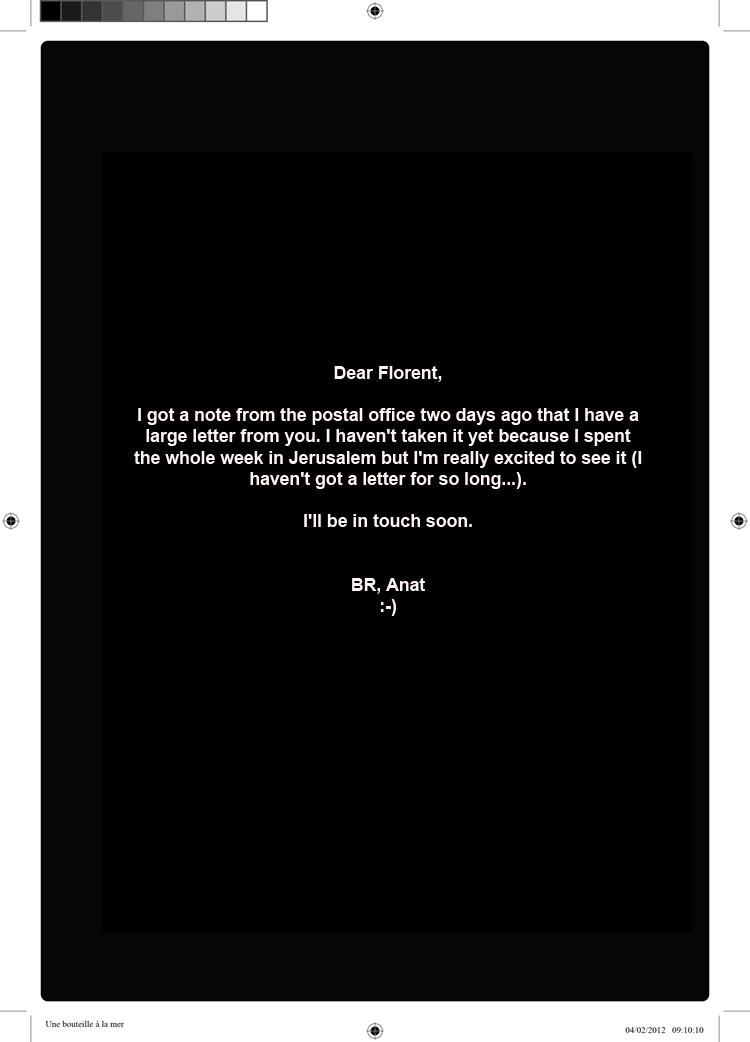 Dear Florent,
I got a note from the postal office two days ago that I have a
large letter from you. I haven't taken it yet because I spent
the whole week in Jerusalem but I'm really excited to see it (I
haven't got a letter for so long...).
I'll be in touch soon.
BR, Anat
:-)
Une bouteille à la mer
04/02/2012 09:10:10